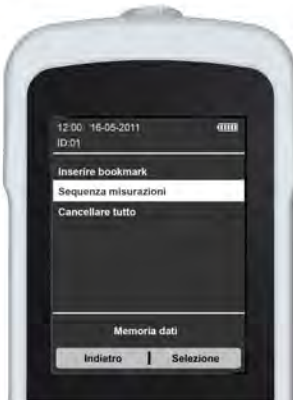 12:00 16-05-2011
ID:01
Inserire bookmark
Sequenza misurazioni
Cancellare tutto
Memoria dati
Indietro | Selezione